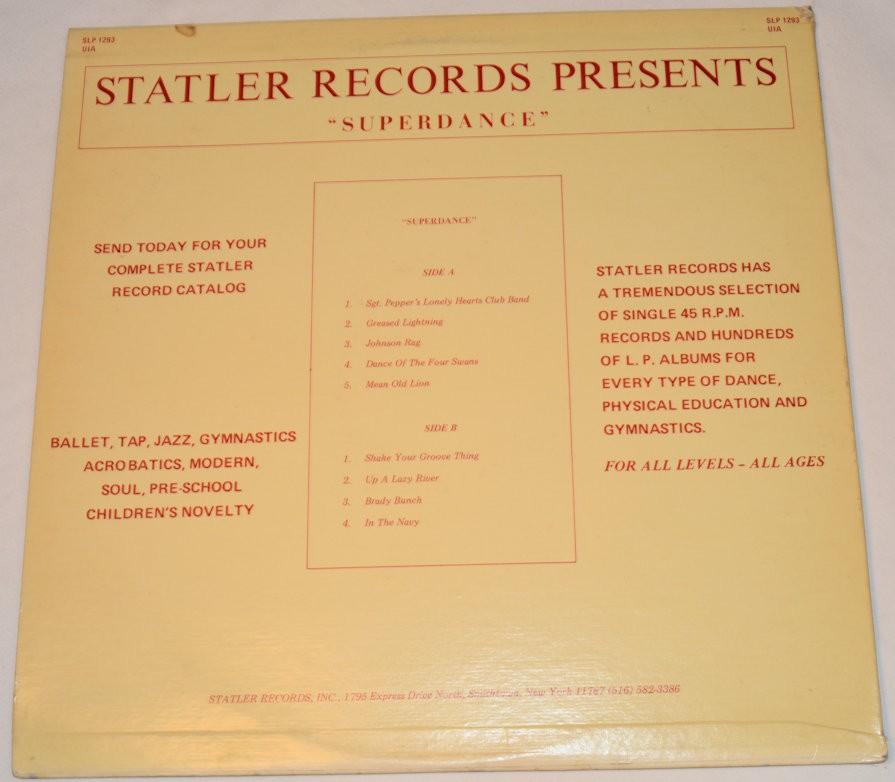 SLP 1293
UIA
SLP 1293
UIA
STATLER RECORDS PRESENTS
"SUPERDANCE"
SEND TODAY FOR YOUR
COMPLETE STATLER
RECORD CATALOG
BALLET, TAP, JAZZ, GYMNASTICS
ACROBATICS, MODERN,
SOUL, PRE-SCHOOL
CHILDREN'S NOVELTY
"SUPERDANCE"
SIDE A
1. Sgt. Pepper's Lonely Hearts Club Band
2. Greased Lightning
3. Johnson Rag
4. Dance Of The Four Swans
5. Mean Old Lion
SIDE B
1. Shake Your Groove Thing
2. Up A Lazy River
3. Brady Bunch
4. In The Navy
STATLER RECORDS HAS
A TREMENDOUS SELECTION
OF SINGLE 45 R.P.M.
RECORDS AND HUNDREDS
OF L. P. ALBUMS FOR
EVERY TYPE OF DANCE,
PHYSICAL EDUCATION AND
GYMNASTICS.
FOR ALL LEVELS – ALL AGES
STATLER RECORDS, INC., 1795 Express Drive North, Smithtown, New York 11787 (516) 582-3386